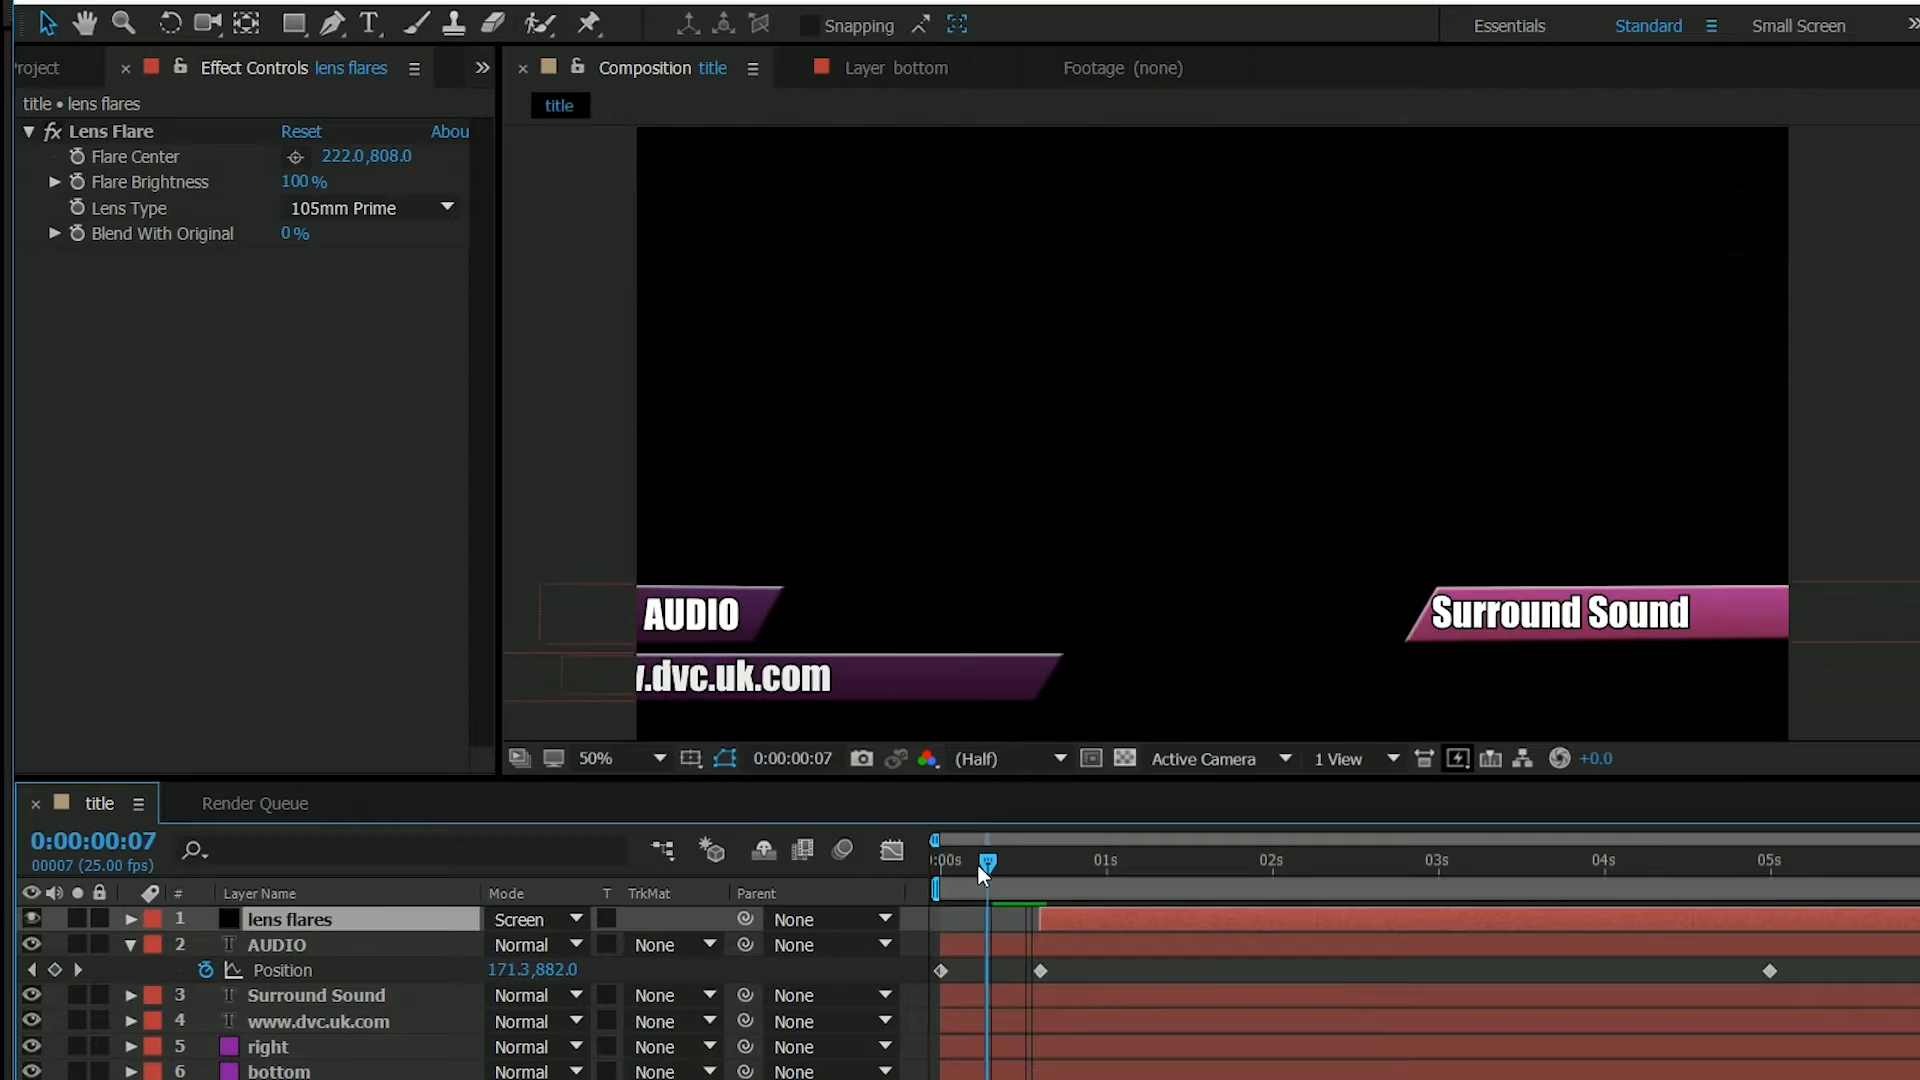 Snapping
Essentials
Standard
Small Screen
roject
Effect Controls lens flares
Composition title
Layer bottom
Footage (none)
title • lens flares
title
fx Lens Flare
Reset
Abou
Flare Center
222.0,808.0
Flare Brightness
100 %
Lens Type
105mm Prime
Blend With Original
0 %
AUDIO
Surround Sound
.dvc.uk.com
50%
0:00:00:07
(Half)
Active Camera
1 View
+0.0
title
Render Queue
0:00:00:07
00007 (25.00 fps)
:00s
01s
02s
03s
04s
05s
#
Layer Name
Mode
T
TrkMat
Parent
1
lens flares
Screen
None
2
T
AUDIO
Normal
None
None
Position
171.3,882.0
3
T
Surround Sound
Normal
None
None
4
T
www.dvc.uk.com
Normal
None
None
5
right
Normal
None
None
6
bottom
Normal
None
None